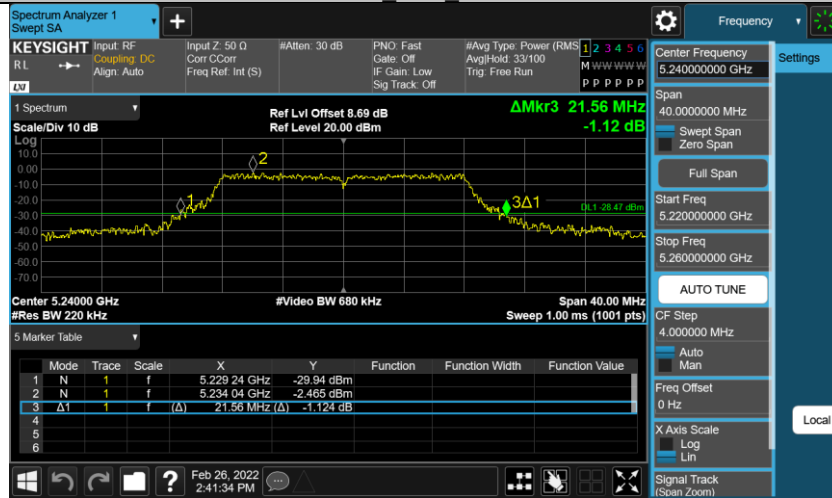 Spectrum Analyzer 1
Swept SA
+
Frequency
KEYSIGHT
RL
LXI
Input: RF
Coupling: DC
Align: Auto
Input Z: 50 Ω
Corr CCorr
Freq Ref: Int (S)
#Atten: 30 dB
PNO: Fast
Gate: Off
IF Gain: Low
Sig Track: Off
#Avg Type: Power (RMS
Avg|Hold: 33/100
Trig: Free Run
1 2 3 4 5 6
M W W W W W
P P P P P P
1 Spectrum
Scale/Div 10 dB
Ref Lvl Offset 8.69 dB
Ref Level 20.00 dBm
ΔMkr3 21.56 MHz
-1.12 dB
Log
10.0
0.00
-10.0
-20.0
-30.0
-40.0
-50.0
-60.0
-70.0
1
2
3Δ1
DL1 -28.47 dBm
Center 5.24000 GHz
#Res BW 220 kHz
#Video BW 680 kHz
Span 40.00 MHz
Sweep 1.00 ms (1001 pts)
5 Marker Table
Mode Trace Scale X Y Function Function Width Function Value
1 N 1 f 5.229 24 GHz -29.94 dBm
2 N 1 f 5.234 04 GHz -2.465 dBm
3 Δ1 1 f (Δ) 21.56 MHz (Δ) -1.124 dB
4
5
6
Feb 26, 2022
2:41:34 PM
?
Center Frequency
5.240000000 GHz
Span
40.0000000 MHz
Swept Span
Zero Span
Full Span
Start Freq
5.220000000 GHz
Stop Freq
5.260000000 GHz
AUTO TUNE
CF Step
4.000000 MHz
Auto
Man
Freq Offset
0 Hz
X Axis Scale
Log
Lin
Signal Track
(Span Zoom)
Settings
Local